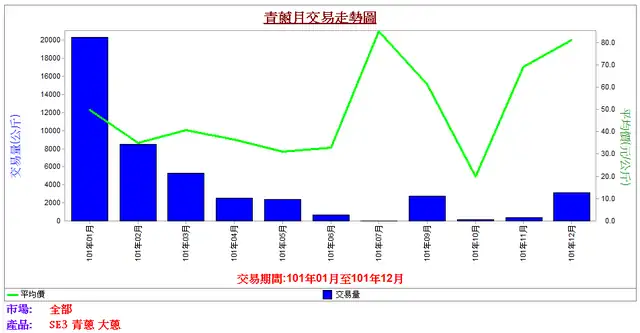 青蔥月交易走勢圖
交易量(公斤)
20000
18000
16000
14000
12000
10000
8000
6000
4000
2000
0
80.0
70.0
60.0
50.0
40.0
30.0
20.0
10.0
0.0
平均價(元/公斤)
101年01月
101年02月
101年03月
101年04月
101年05月
101年06月
101年07月
101年09月
101年10月
101年11月
101年12月
交易期間:101年01月至101年12月
平均價
交易量
市場: 全部
產品: SE3 青蔥 大蔥